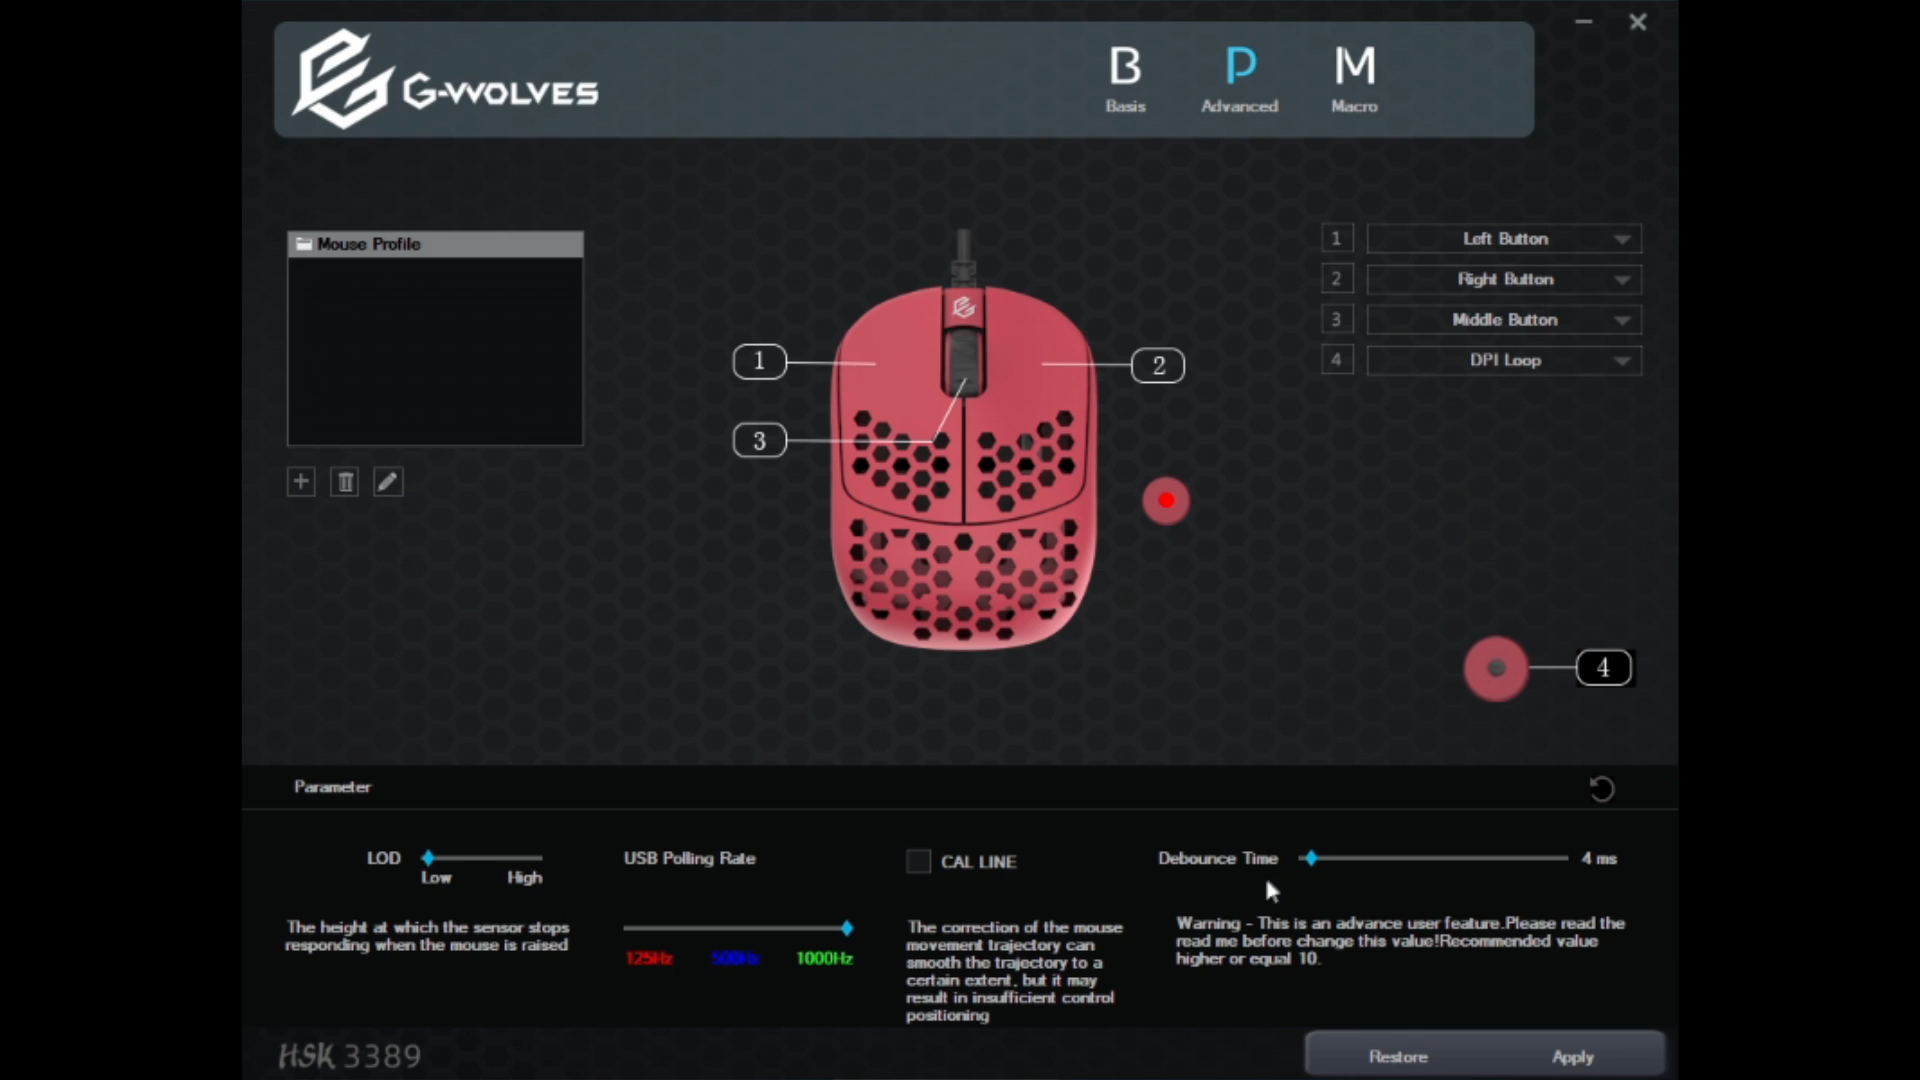 G-WOLVES
B
P
M
Basis
Advanced
Macro
Mouse Profile
1
2
3
4
1 Left Button
2 Right Button
3 Middle Button
4 DPI Loop
Parameter
LOD
Low High
The height at which the sensor stops
responding when the mouse is raised
USB Polling Rate
125Hz 500Hz 1000Hz
CAL LINE
The correction of the mouse
movement trajectory can
smooth the trajectory to a
certain extent, but it may
result in insufficient control
positioning
Debounce Time 4 ms
Warning - This is an advance user feature.Please read the
read me before change this value!Recommended value
higher or equal 10.
HSK 3389
Restore
Apply